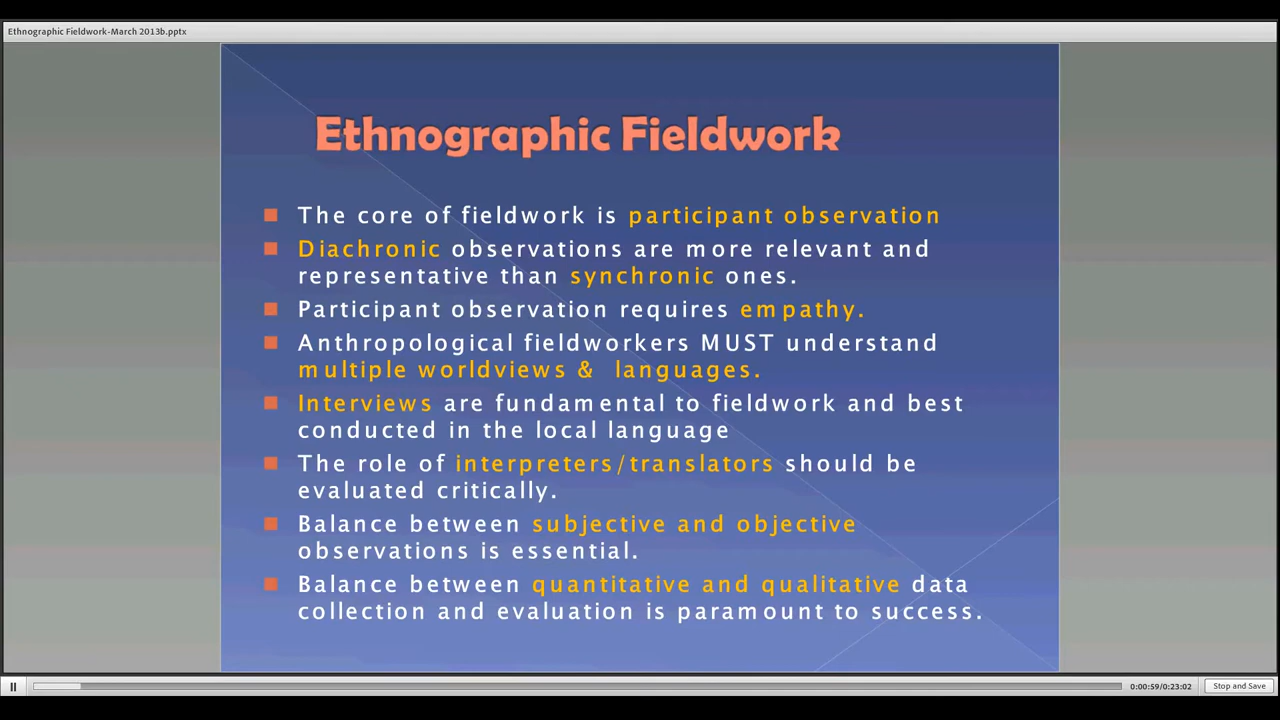 Ethnographic Fieldwork-March 2013b.pptx
Ethnographic Fieldwork
The core of fieldwork is participant observation
Diachronic observations are more relevant and
representative than synchronic ones.
Participant observation requires empathy.
Anthropological fieldworkers MUST understand
multiple worldviews & languages.
Interviews are fundamental to fieldwork and best
conducted in the local language
The role of interpreters/translators should be
evaluated critically.
Balance between subjective and objective
observations is essential.
Balance between quantitative and qualitative data
collection and evaluation is paramount to success.
0:00:59/0:23:02
Stop and Save